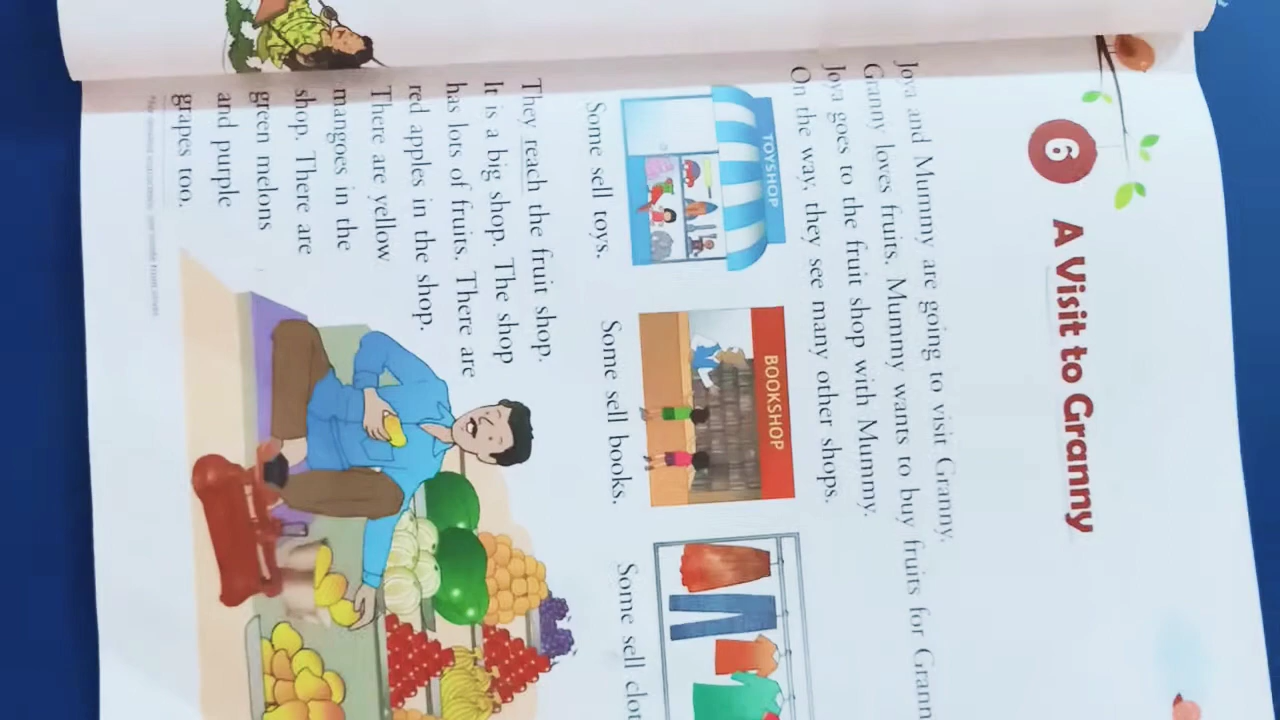 6 A Visit to Granny
Joya and Mummy are going to visit Granny.
Granny loves fruits. Mummy wants to buy fruits for
Joya goes to the fruit shop with Mummy.
On the way, they see many other shops.
TOYSHOP
BOOKSHOP
Some sell toys.
Some sell books.
Some sell
They reach the fruit shop.
It is a big shop. The shop
has lots of fruits. There are
red apples in the shop.
There are yellow
mangoes in the
shop. There are
green melons
and purple
grapes too.